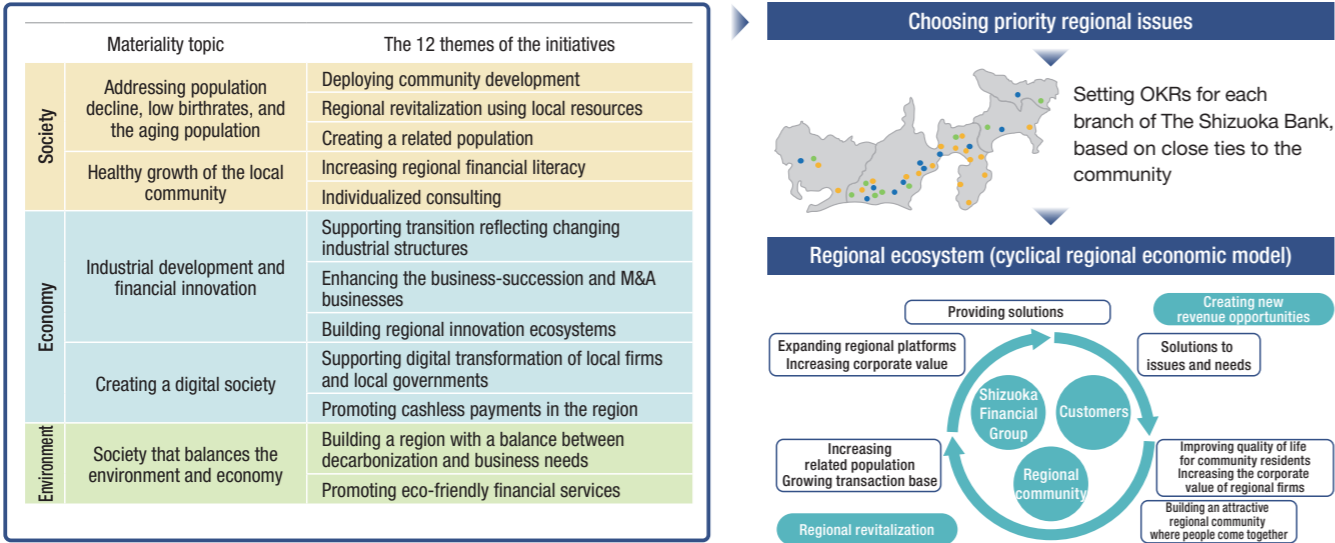 Materiality topic
The 12 themes of the initiatives
Society
Addressing population
decline, low birthrates, and
the aging population
Deploying community development
Regional revitalization using local resources
Creating a related population
Healthy growth of the local
community
Increasing regional financial literacy
Individualized consulting
Economy
Industrial development and
financial innovation
Supporting transition reflecting changing
industrial structures
Enhancing the business-succession and M&A
businesses
Building regional innovation ecosystems
Creating a digital society
Supporting digital transformation of local firms
and local governments
Promoting cashless payments in the region
Environment
Society that balances the
environment and economy
Building a region with a balance between
decarbonization and business needs
Promoting eco-friendly financial services
Choosing priority regional issues
Setting OKRs for each
branch of The Shizuoka Bank,
based on close ties to the
community
Regional ecosystem (cyclical regional economic model)
Providing solutions
Creating new
revenue opportunities
Expanding regional platforms
Increasing corporate value
Solutions to
issues and needs
Shizuoka
Financial
Group
Customers
Regional
community
Increasing
related population
Growing transaction base
Improving quality of life
for community residents
Increasing the corporate
value of regional firms
Building an attractive
regional community
where people come together
Regional revitalization